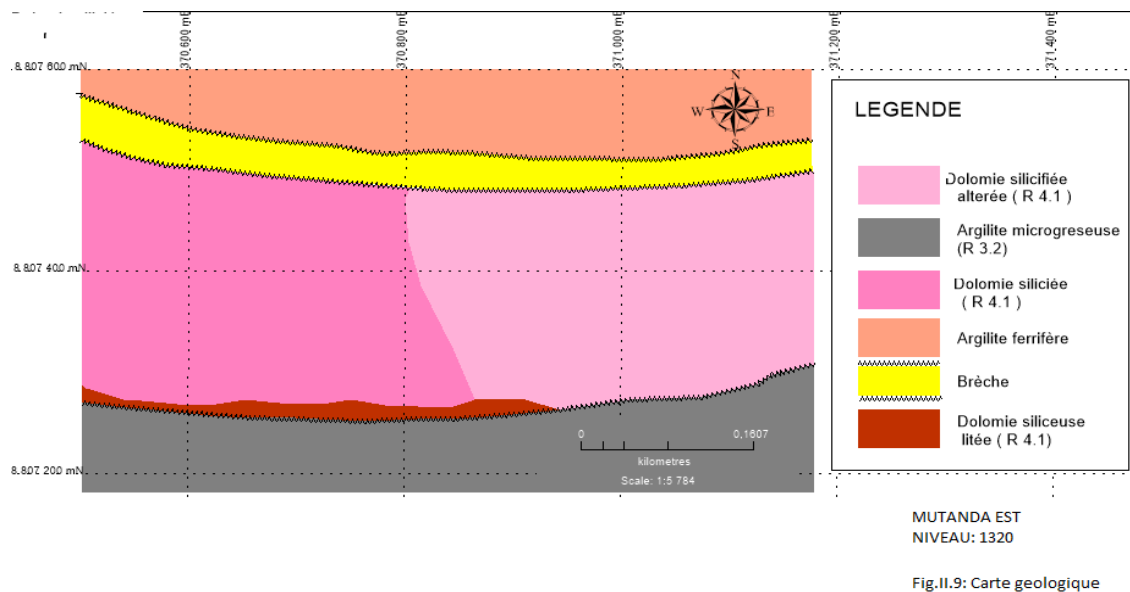 370,600 mE
370,800 mE
371,000 mE
371,200 mE
371,400 mE
8,807 600 mN
8,807 400 mN
8,807 200 mN
N
W E
S
0 0,1607
kilometres
Scale: 1:5 784
LEGENDE
Dolomie silicifiée
alterée ( R 4.1 )
Argilite microgreseuse
(R 3.2)
Dolomie siliciée
( R 4.1 )
Argilite ferrifère
Brèche
Dolomie siliceuse
litée ( R 4.1)
MUTANDA EST
NIVEAU: 1320
Fig.II.9: Carte geologique